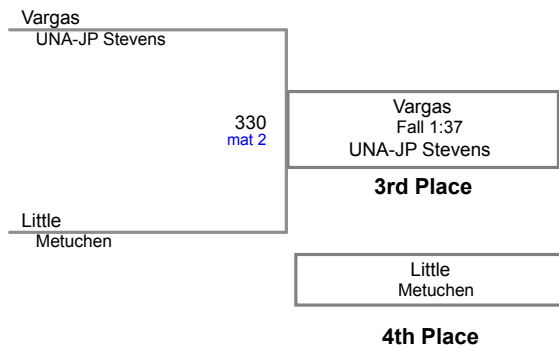 Vargas
UNA-JP Stevens
330
mat 2
Vargas
Fall 1:37
UNA-JP Stevens
3rd Place
Little
Metuchen
Little
Metuchen
4th Place